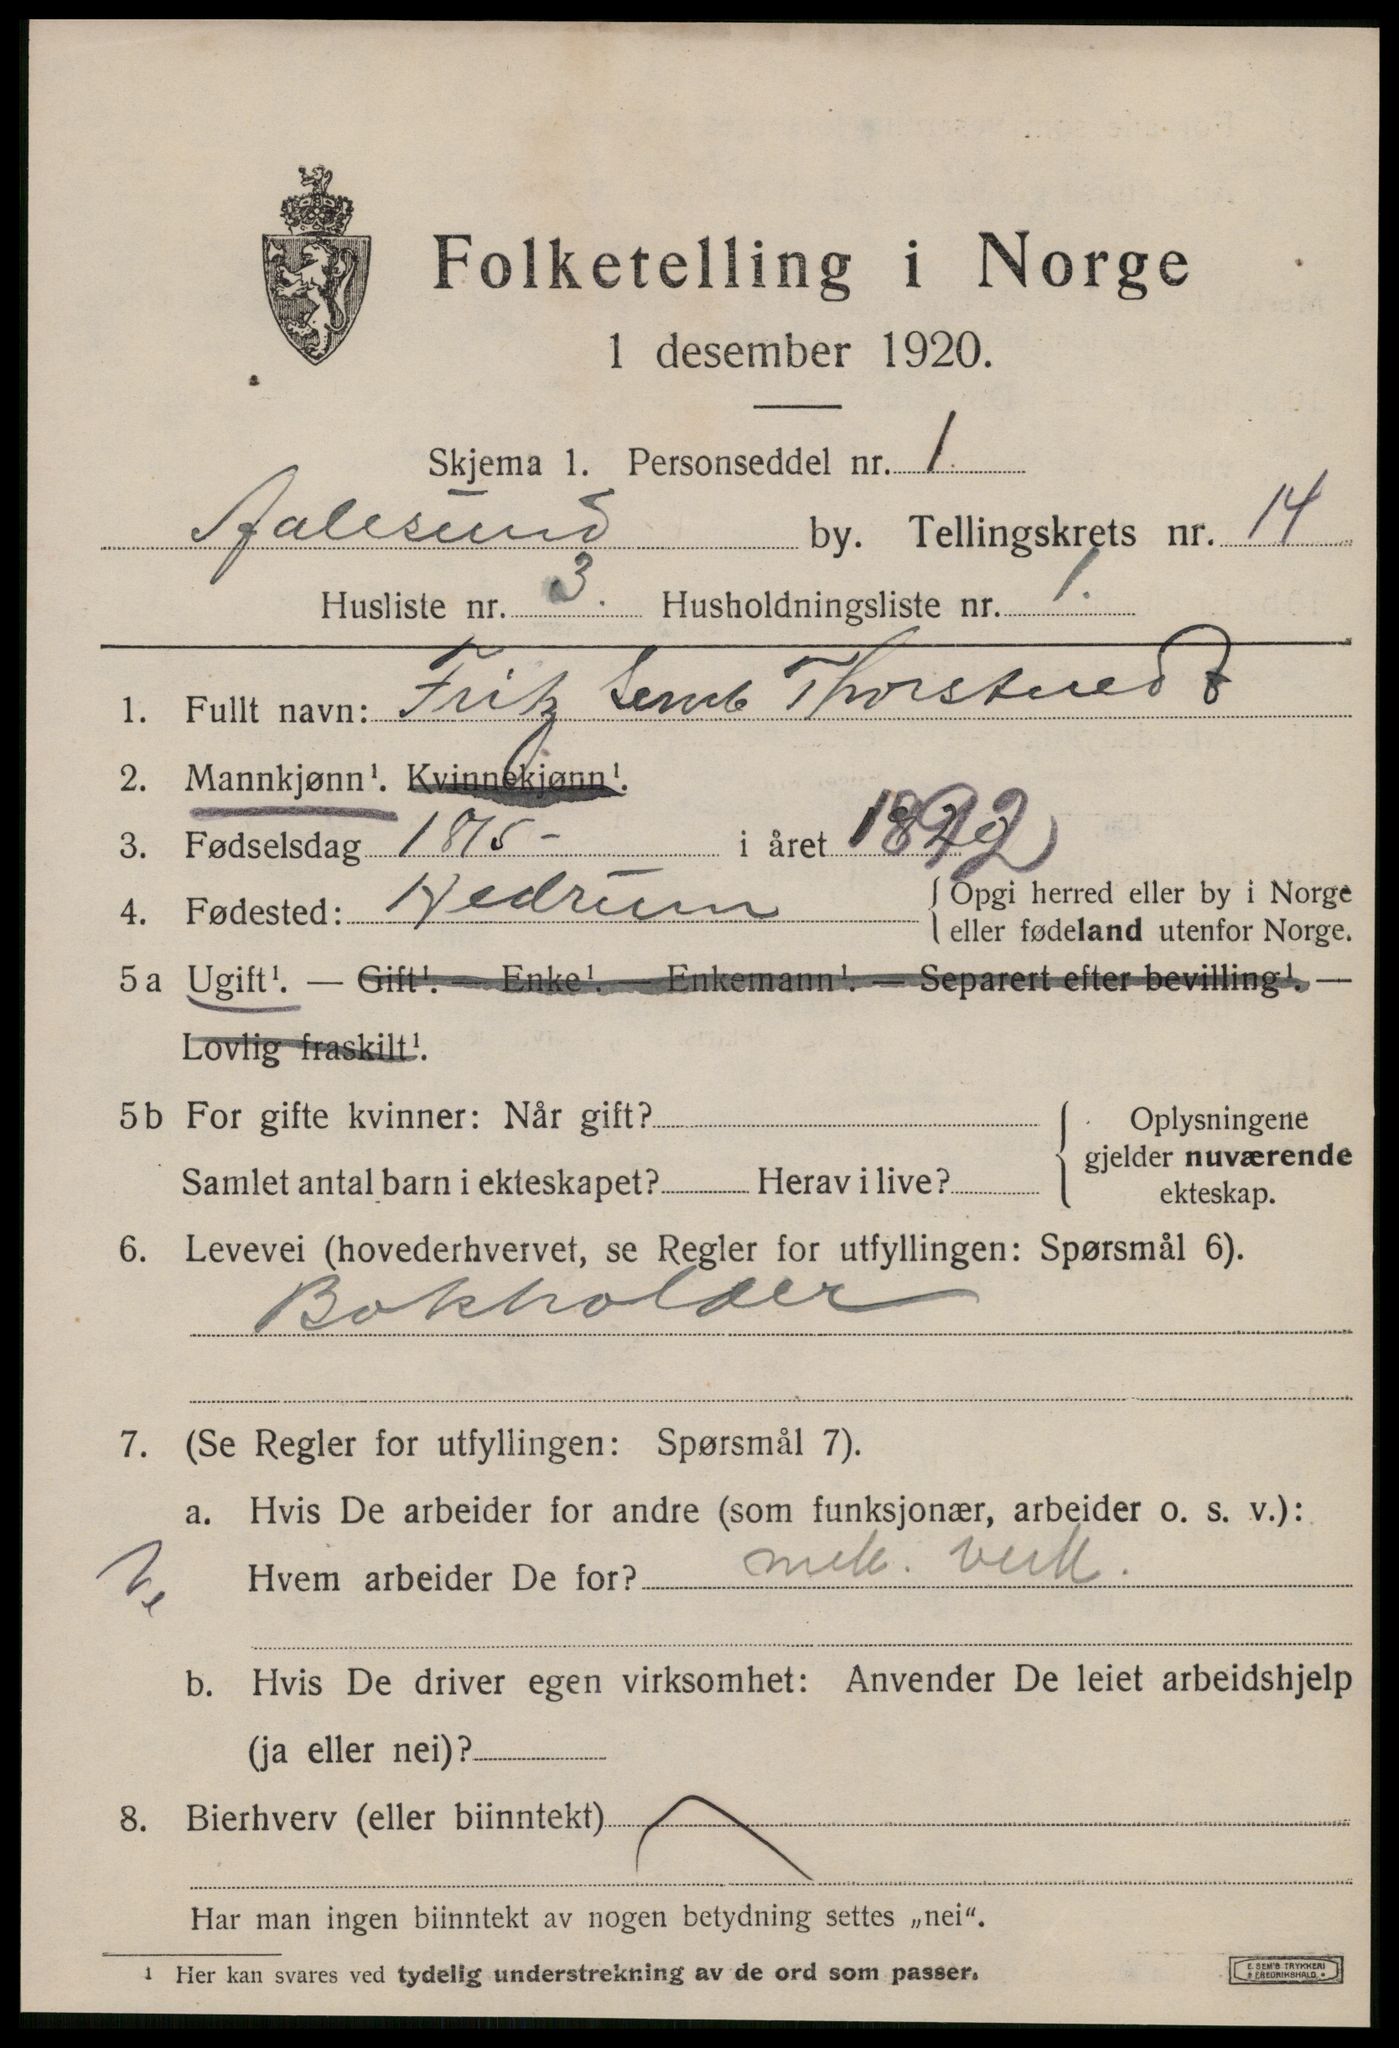 Folketelling i Norge
1 desember 1920.
Skjema 1. Personseddel nr. 1.
Aalesund by. Tellingskrets nr. 14
Husliste nr. 3. Husholdningsliste nr. 1.
1. Fullt navn: Fritz Semb Thorstvedt
2. Mannkjønn¹. Kvinnekjønn¹.
3. Fødselsdag 18/5- i året 1892
4. Fødested: Hedrum { Opgi herred eller by i Norge
eller fødeland utenfor Norge.
5a Ugift¹. — Gift¹. — Enke¹. — Enkemann¹. — Separert efter bevilling¹. —
Lovlig fraskilt¹.
5b For gifte kvinner: Når gift? { Oplysningene
gjelder nuværende
Samlet antal barn i ekteskapet? Herav i live? ekteskap.
6. Levevei (hovederhvervet, se Regler for utfyllingen: Spørsmål 6).
Bokholder
7. (Se Regler for utfyllingen: Spørsmål 7).
a. Hvis De arbeider for andre (som funksjonær, arbeider o. s. v.):
Hvem arbeider De for? mek. verk.
b. Hvis De driver egen virksomhet: Anvender De leiet arbeidshjelp
(ja eller nei)?
8. Bierhverv (eller biinntekt)
Har man ingen biinntekt av nogen betydning settes „nei“.
¹ Her kan svares ved tydelig understrekning av de ord som passer.
E. SEM'S TRYKKERI
FREDRIKSHALD